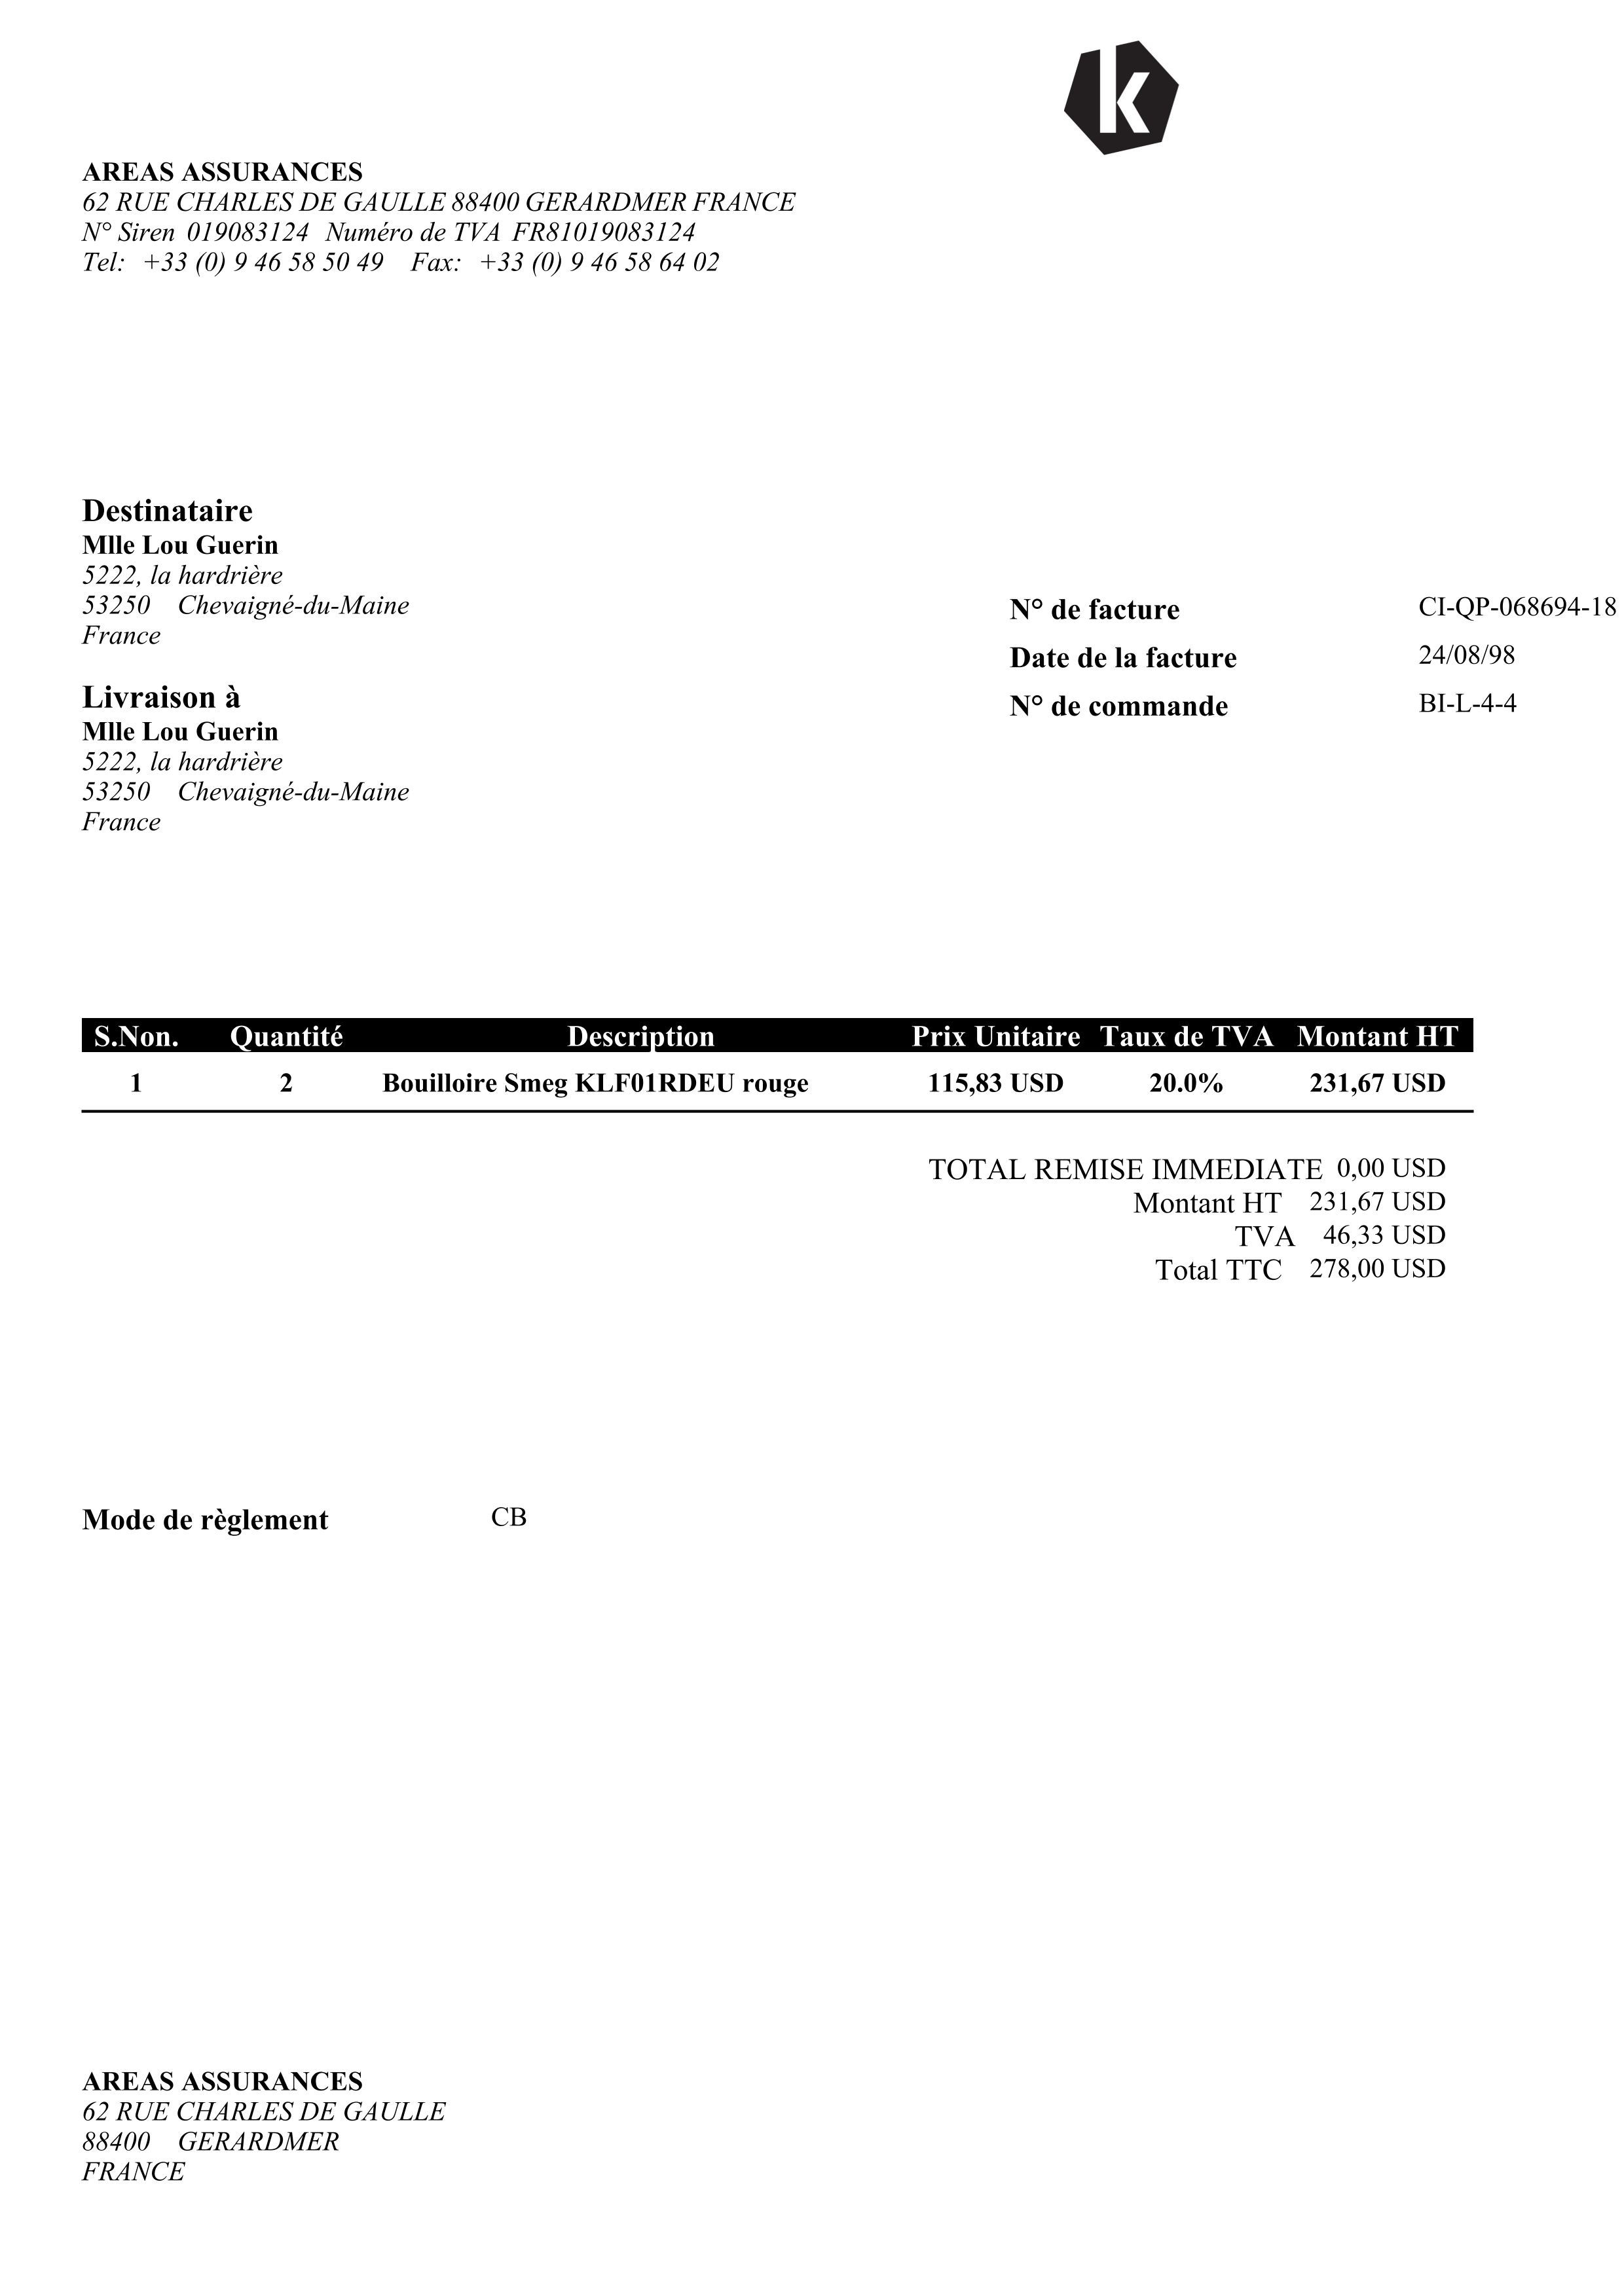 k
AREAS ASSURANCES
62 RUE CHARLES DE GAULLE 88400 GERARDMER FRANCE
N° Siren 019083124 Numéro de TVA FR81019083124
Tel: +33 (0) 9 46 58 50 49 Fax: +33 (0) 9 46 58 64 02
Destinataire
Mlle Lou Guerin
5222, la hardrière
53250 Chevaigné-du-Maine
France
N° de facture CI-QP-068694-18
Date de la facture 24/08/98
N° de commande BI-L-4-4
Livraison à
Mlle Lou Guerin
5222, la hardrière
53250 Chevaigné-du-Maine
France
S.Non. Quantité Description Prix Unitaire Taux de TVA Montant HT
1 2 Bouilloire Smeg KLF01RDEU rouge 115,83 USD 20.0% 231,67 USD
TOTAL REMISE IMMEDIATE 0,00 USD
Montant HT 231,67 USD
TVA 46,33 USD
Total TTC 278,00 USD
Mode de règlement CB
AREAS ASSURANCES
62 RUE CHARLES DE GAULLE
88400 GERARDMER
FRANCE